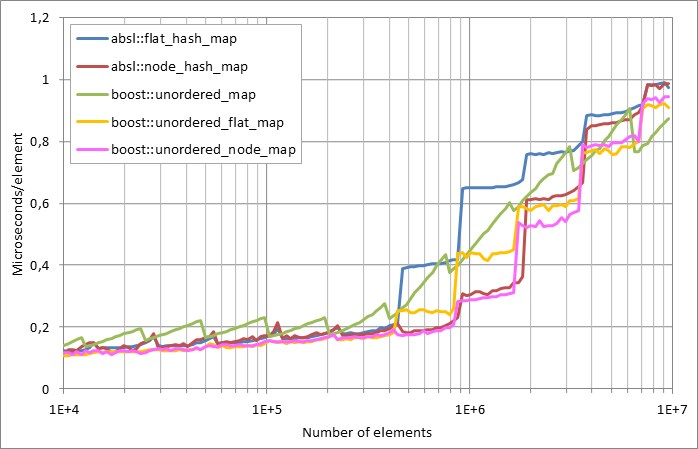 1,2
1
0,8
0,6
0,4
0,2
0
Microseconds/element
absl::flat_hash_map
absl::node_hash_map
boost::unordered_map
boost::unordered_flat_map
boost::unordered_node_map
1E+4 1E+5 1E+6 1E+7
Number of elements